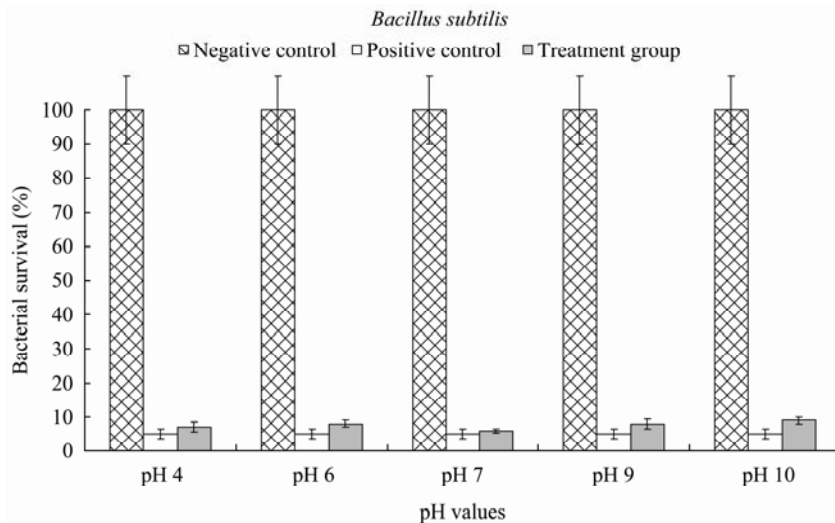 Bacillus subtilis
Negative control Positive control Treatment group
100
90
80
70
60
50
40
30
20
10
0
Bacterial survival (%)
pH 4 pH 6 pH 7 pH 9 pH 10
pH values